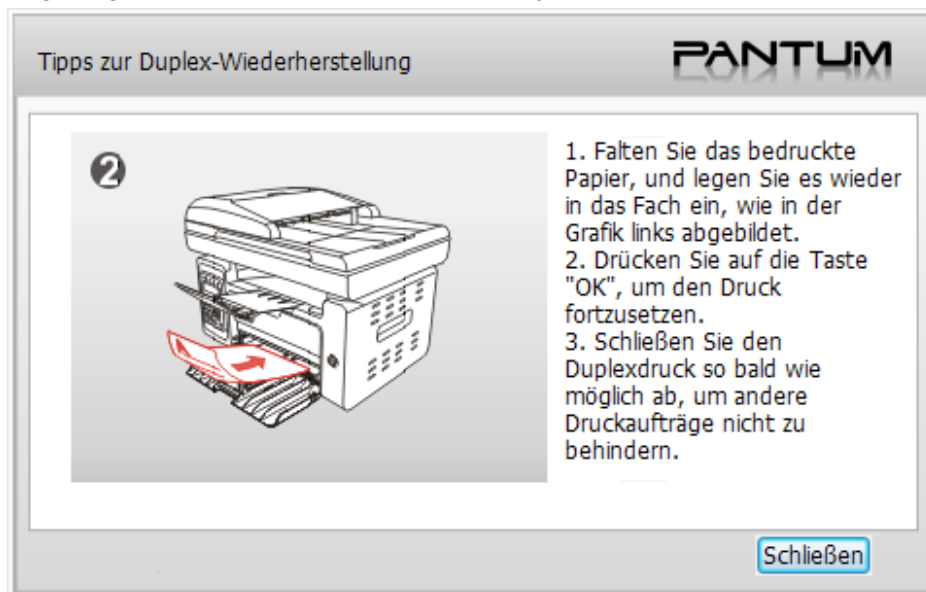 Tipps zur Duplex-Wiederherstellung
PANTUM
2
1. Falten Sie das bedruckte
Papier, und legen Sie es wieder
in das Fach ein, wie in der
Grafik links abgebildet.
2. Drücken Sie auf die Taste
"OK", um den Druck
fortzusetzen.
3. Schließen Sie den
Duplexdruck so bald wie
möglich ab, um andere
Druckaufträge nicht zu
behindern.
Schließen